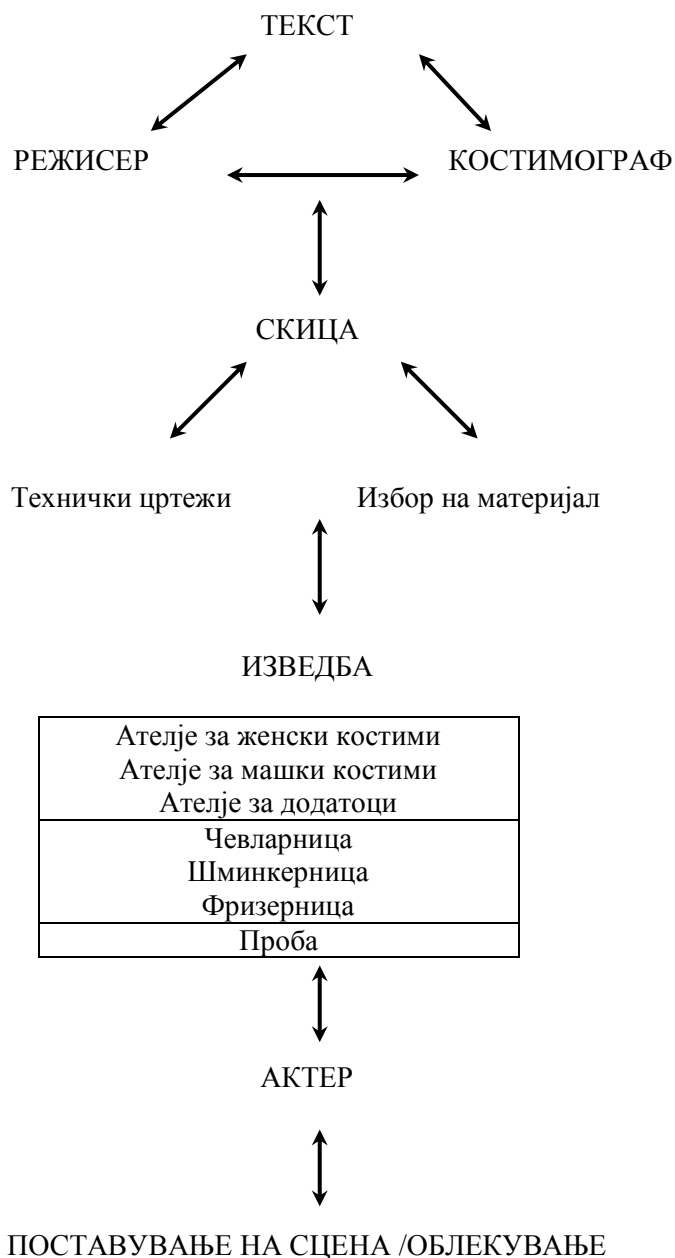 ТЕКСТ
РЕЖИСЕР КОСТИМОГРАФ
СКИЦА
Технички цртежи Избор на материјал
ИЗВЕДБА
Ателје за женски костими
Ателје за машки костими
Ателје за додатоци
Чевларница
Шминкерница
Фризерница
Проба
АКТЕР
ПОСТАВУВАЊЕ НА СЦЕНА /ОБЛЕКУВАЊЕ